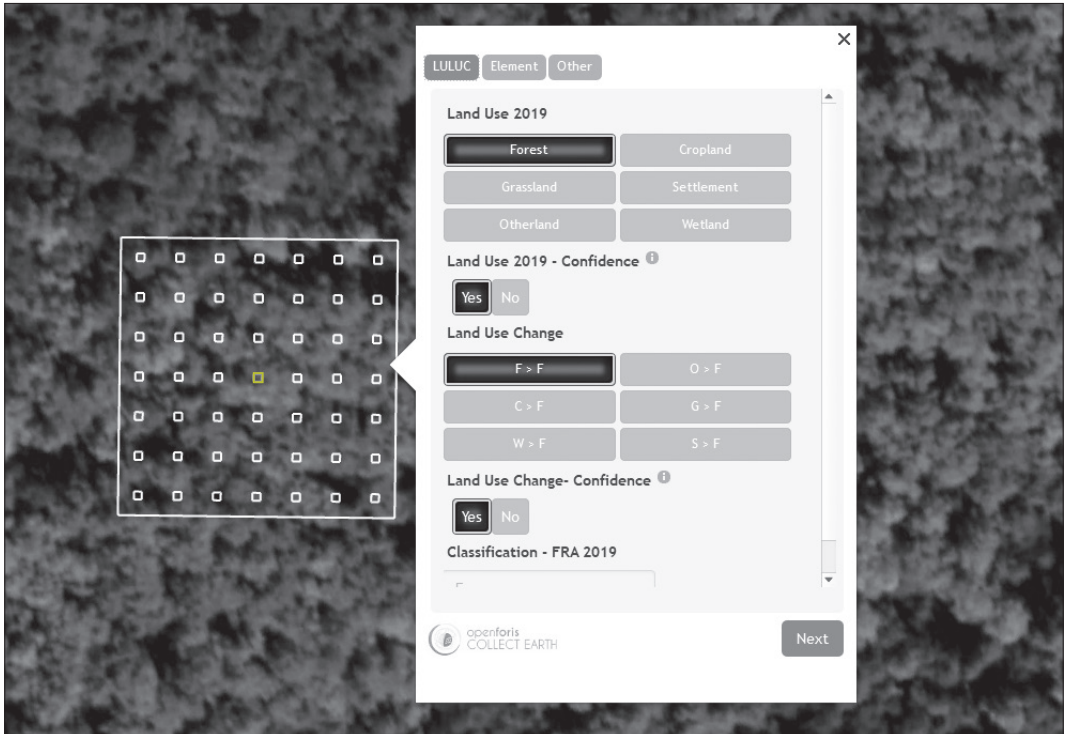 LULUC Element Other
Land Use 2019
Forest Cropland
Grassland Settlement
Otherland Wetland
Land Use 2019 - Confidence
Yes No
Land Use Change
F > F O > F
C > F G > F
W > F S > F
Land Use Change- Confidence
Yes No
Classification - FRA 2019
openforis
COLLECT EARTH
Next